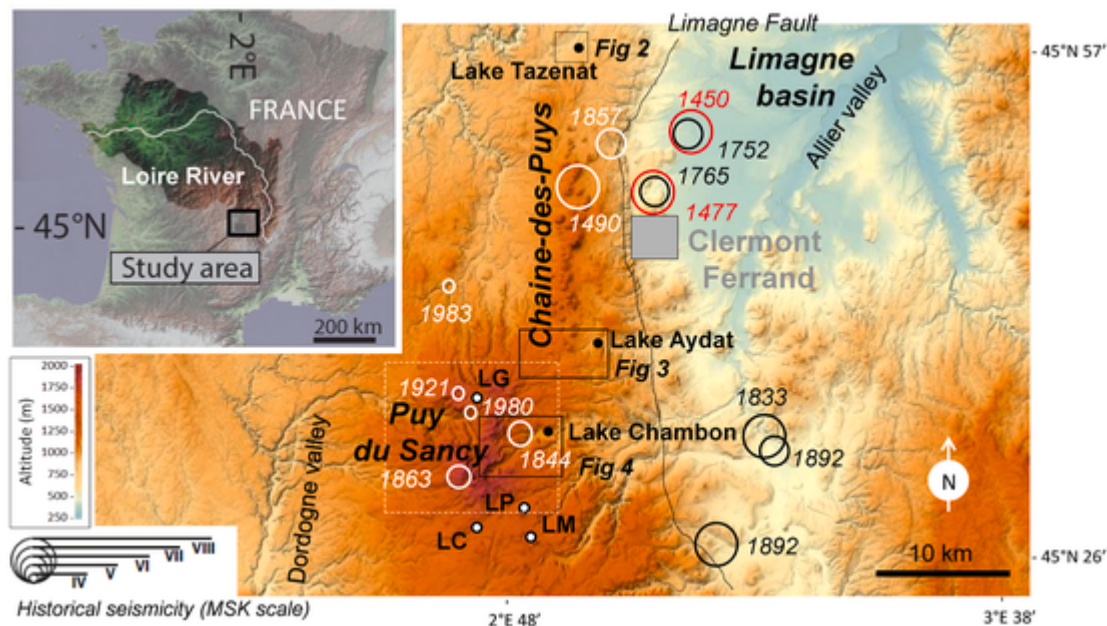 - 2°E
FRANCE
Loire River
- 45°N
Study area
200 km
Limagne Fault
- 45°N 57'
Fig 2
Lake Tazenat
Limagne
basin
Allier valley
1450
1857
1752
1765
1490
1477
Chaine-des-Puys
Clermont
Ferrand
1983
Lake Aydat
Fig 3
1921
LG
1980
Puy
du Sancy
Lake Chambon
1844
Fig 4
1863
1833
1892
Dordogne valley
LP
LC
LM
1892
N
10 km
- 45°N 26'
2°E 48'
3°E 38'
Altitude (m)
2000
1750
1500
1250
1000
750
500
250
VIII
VII
VI
V
IV
Historical seismicity (MSK scale)